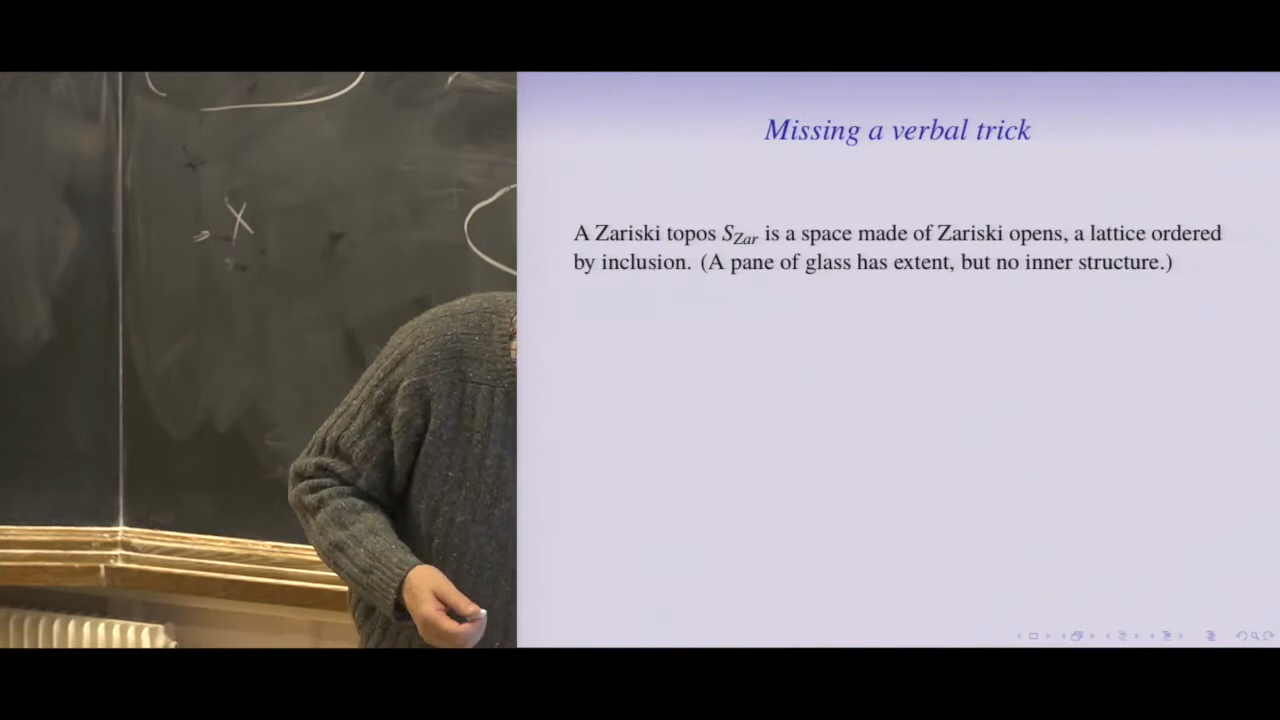 Missing a verbal trick
A Zariski topos S_Zar is a space made of Zariski opens, a lattice ordered
by inclusion. (A pane of glass has extent, but no inner structure.)
X